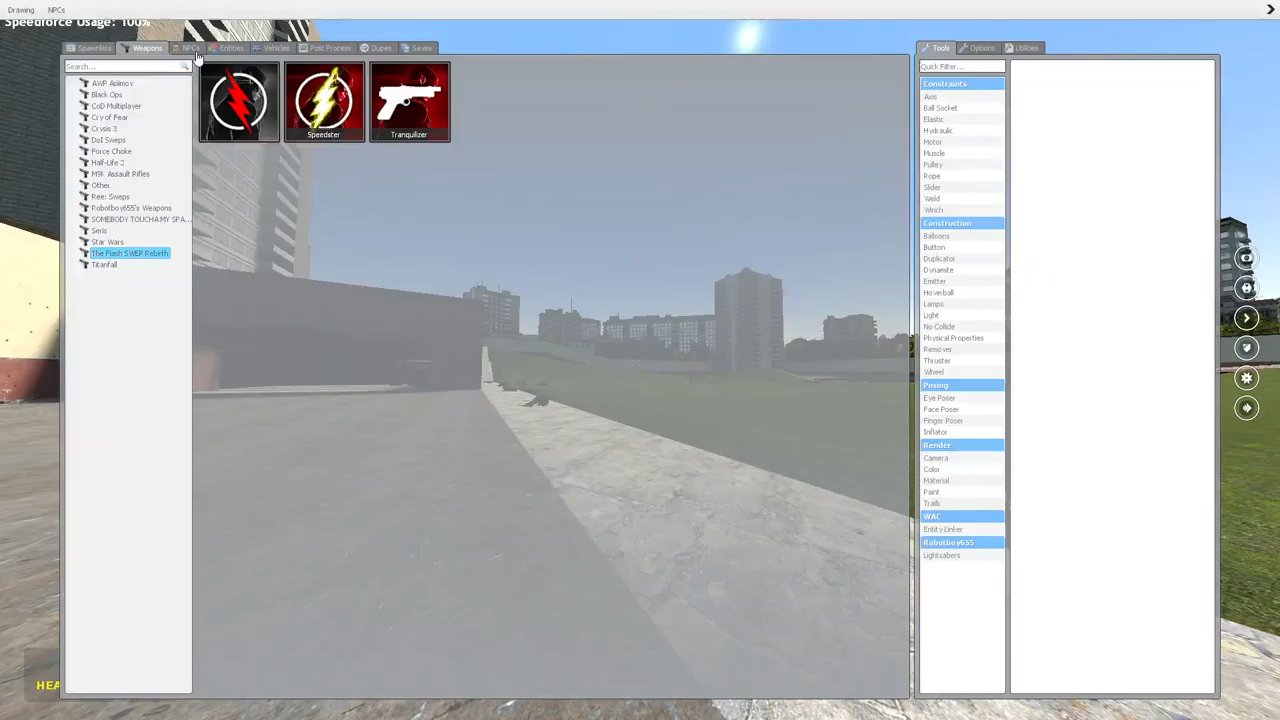 Drawing NPCs
Speedforce Usage: 100%
Spawnlists Weapons NPCs Entities Vehicles Post Process Dupes Saves
Tools Options Utilities
Search...
AWP Asiimov
Black Ops
CoD Multiplayer
Cry of Fear
Crysis 3
DoI Sweps
Force Choke
Half-Life 2
M9K Assault Rifles
Other
Ree: Sweps
Robotboy655's Weapons
SOMEBODY TOUCHA MY SPA...
Seris
Star Wars
The Flash SWEP Rebirth
Titanfall
Speedster
Tranquilizer
Quick Filter...
Constraints
Axis
Ball Socket
Elastic
Hydraulic
Motor
Muscle
Pulley
Rope
Slider
Weld
Winch
Construction
Balloons
Button
Duplicator
Dynamite
Emitter
Hoverball
Lamps
Light
No Collide
Physical Properties
Remover
Thruster
Wheel
Posing
Eye Poser
Face Poser
Finger Poser
Inflator
Render
Camera
Color
Material
Paint
Trails
WAC
Entity Linker
Robotboy655
Lightsabers
HEA